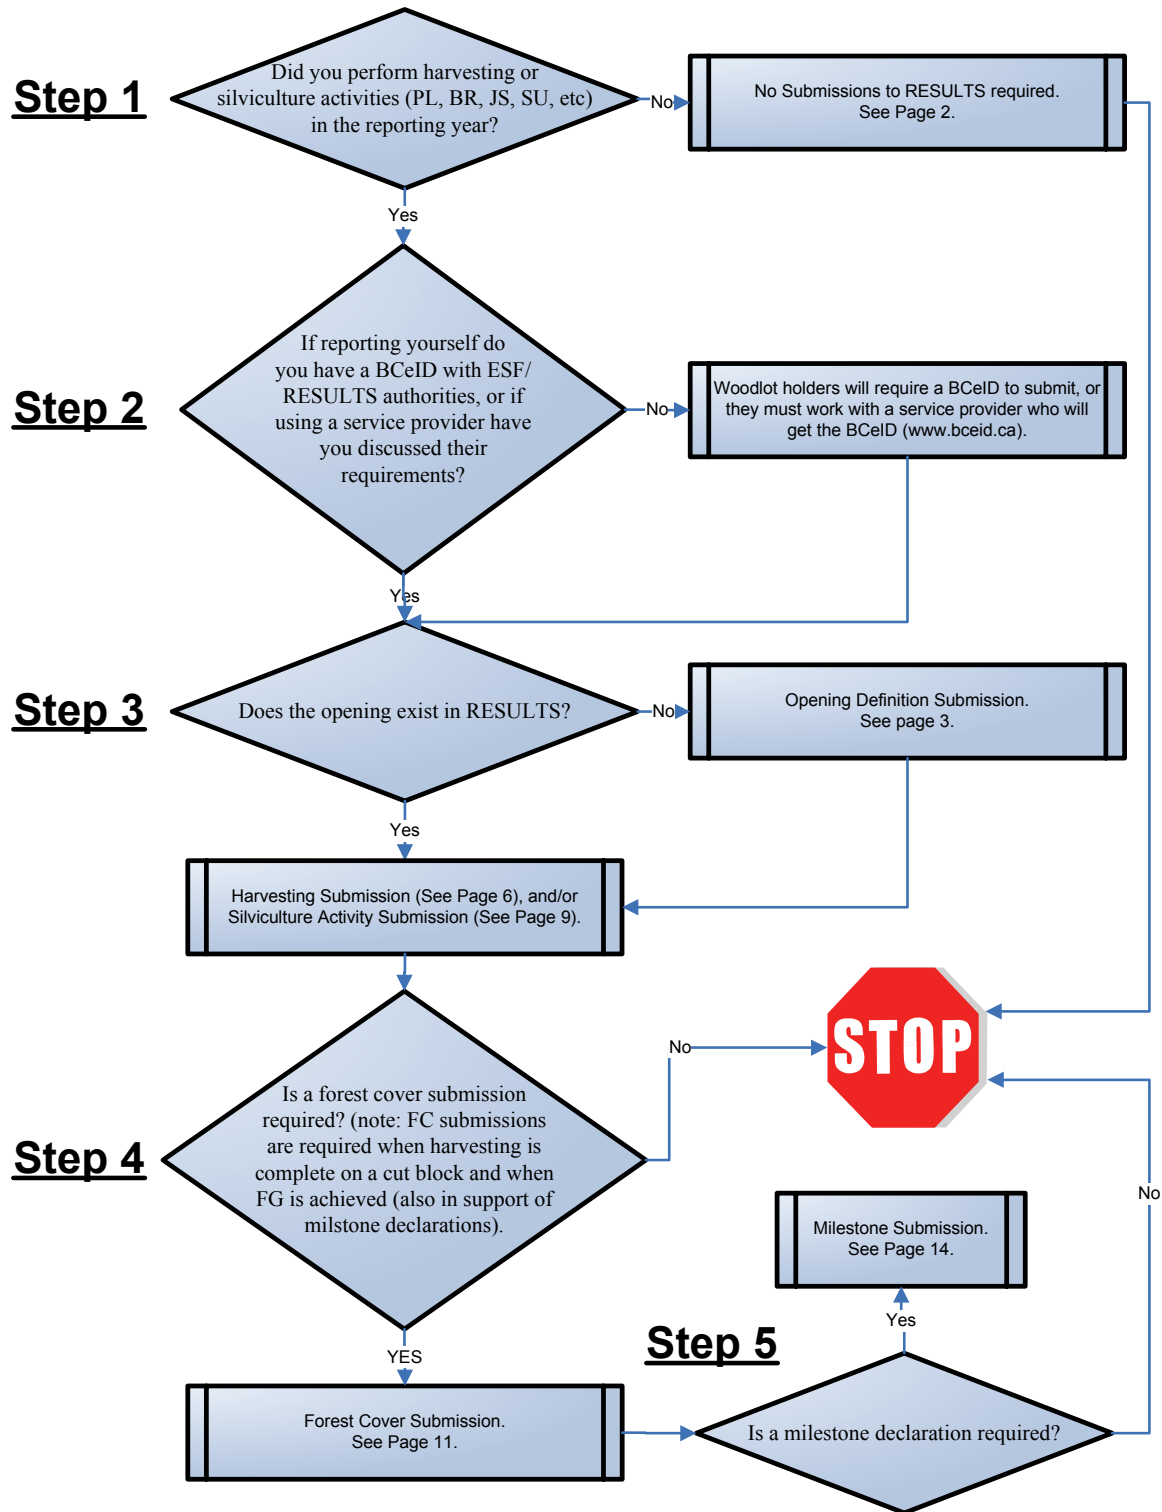 Step 1
Did you perform harvesting or
silviculture activities (PL, BR, JS, SU, etc)
in the reporting year?
No
No Submissions to RESULTS required.
See Page 2.
Yes
Step 2
If reporting yourself do
you have a BCeID with ESF/
RESULTS authorities, or if
using a service provider have
you discussed their
requirements?
No
Woodlot holders will require a BCeID to submit, or
they must work with a service provider who will
get the BCeID (www.bceid.ca).
Yes
Step 3
Does the opening exist in RESULTS?
No
Opening Definition Submission.
See page 3.
Yes
Harvesting Submission (See Page 6), and/or
Silviculture Activity Submission (See Page 9).
STOP
No
Step 4
Is a forest cover submission
required? (note: FC submissions
are required when harvesting is
complete on a cut block and when
FG is achieved (also in support of
milstone declarations).
No
Milestone Submission.
See Page 14.
Yes
Step 5
YES
Forest Cover Submission.
See Page 11.
Is a milestone declaration required?